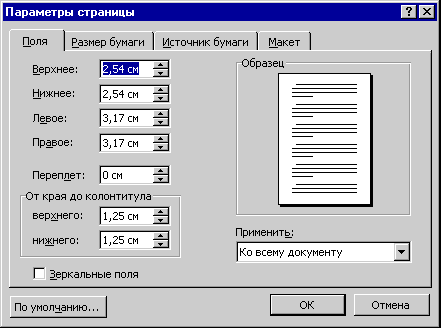 Параметры страницы
Поля Размер бумаги Источник бумаги Макет
Верхнее: 2,54 см
Нижнее: 2,54 см
Левое: 3,17 см
Правое: 3,17 см
Переплет: 0 см
От края до колонтитула
верхнего: 1,25 см
нижнего: 1,25 см
Зеркальные поля
Образец
Применить:
Ко всему документу
По умолчанию... ОК Отмена